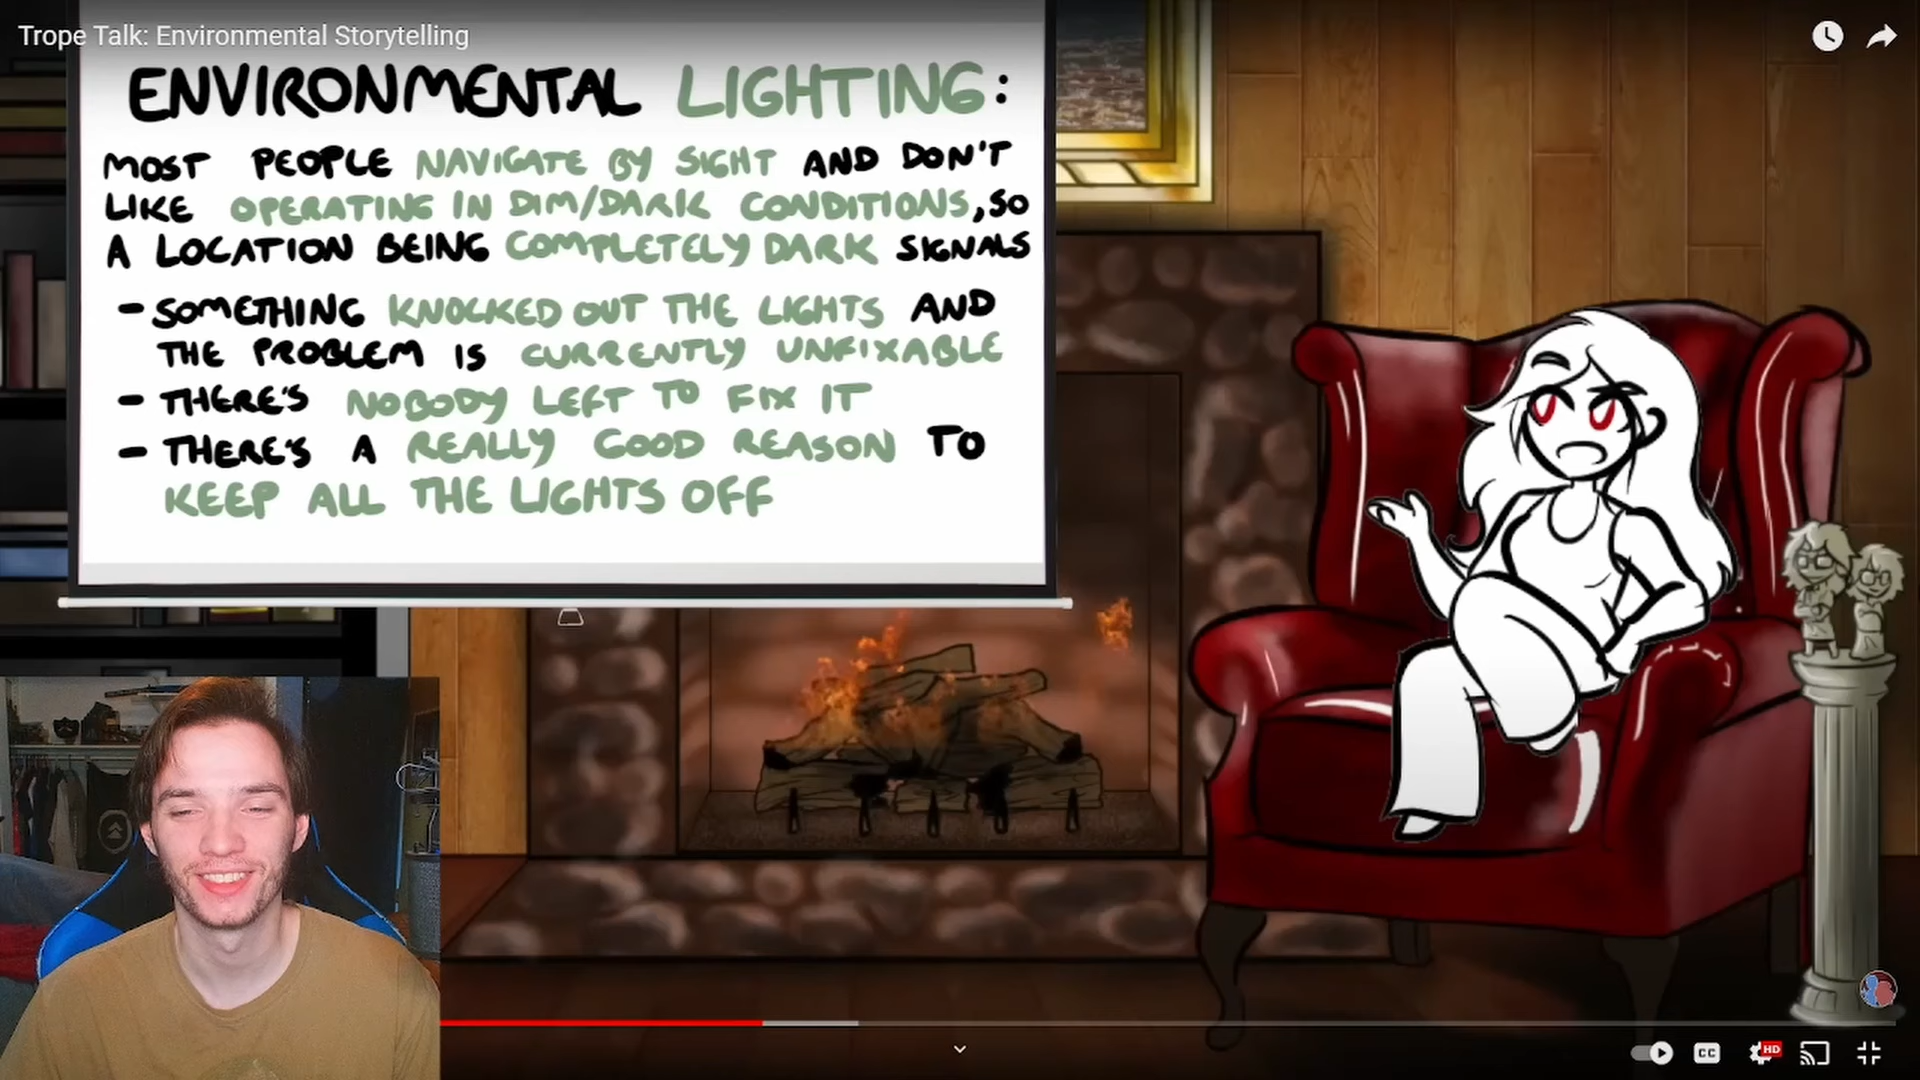 Trope Talk: Environmental Storytelling
ENVIRONMENTAL LIGHTING:
MOST PEOPLE NAVIGATE BY SIGHT AND DON'T
LIKE OPERATING IN DIM/DARK CONDITIONS, SO
A LOCATION BEING COMPLETELY DARK SIGNALS
- SOMETHING KNOCKED OUT THE LIGHTS AND
THE PROBLEM IS CURRENTLY UNFIXABLE
- THERE'S NOBODY LEFT TO FIX IT
- THERE'S A REALLY GOOD REASON TO
KEEP ALL THE LIGHTS OFF
CC
HD